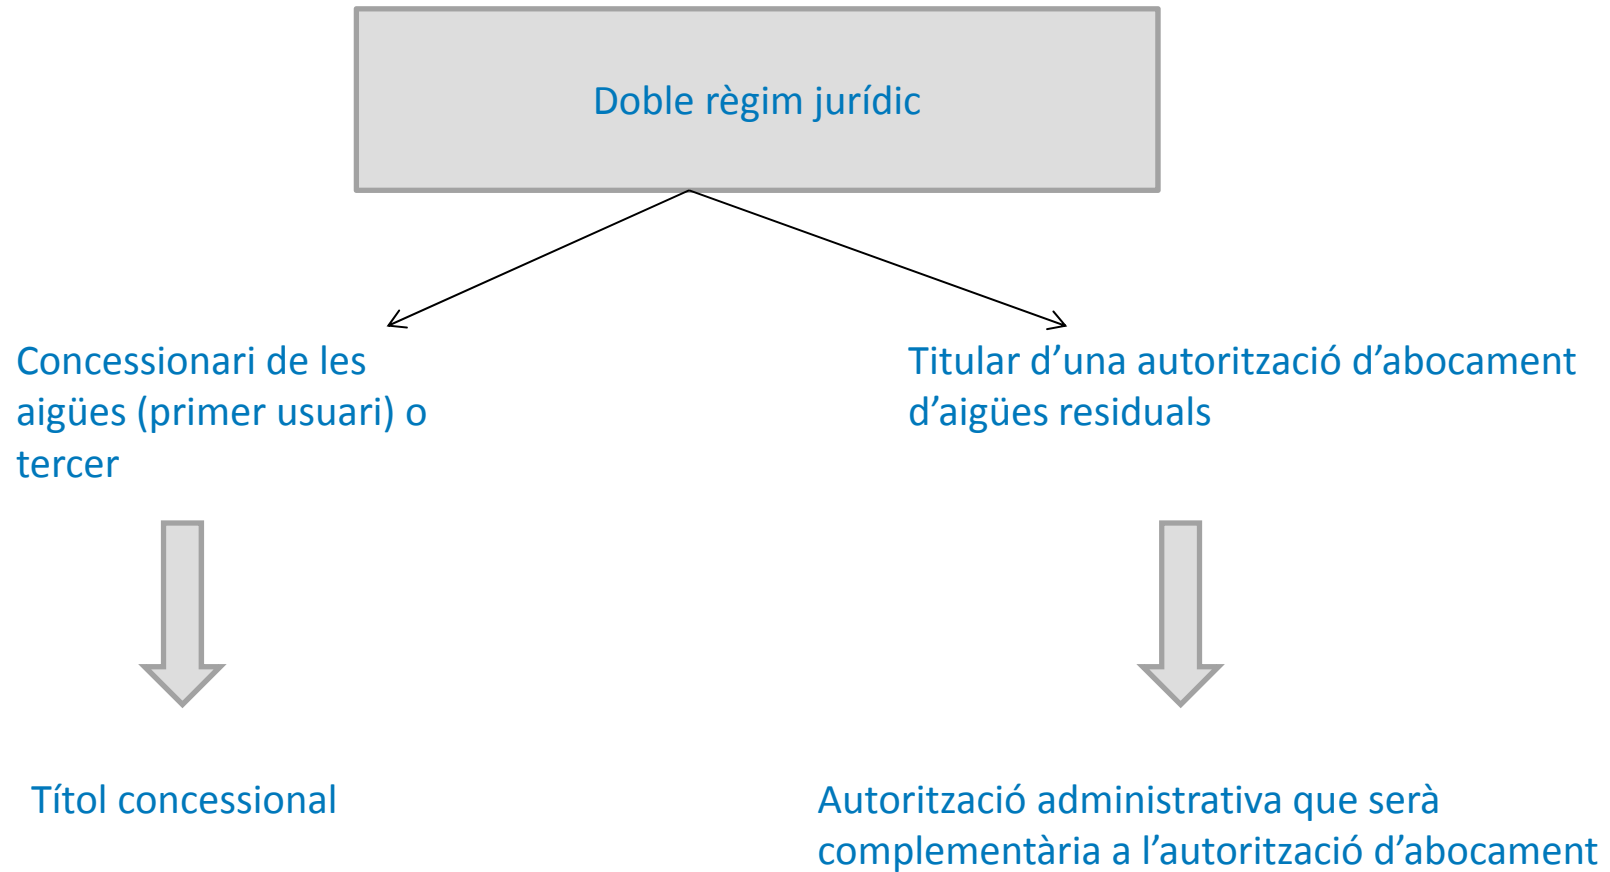 Doble règim jurídic
Concessionari de les
aigües (primer usuari) o
tercer
Titular d’una autorització d’abocament
d’aigües residuals
Títol concessional
Autorització administrativa que serà
complementària a l’autorització d’abocament